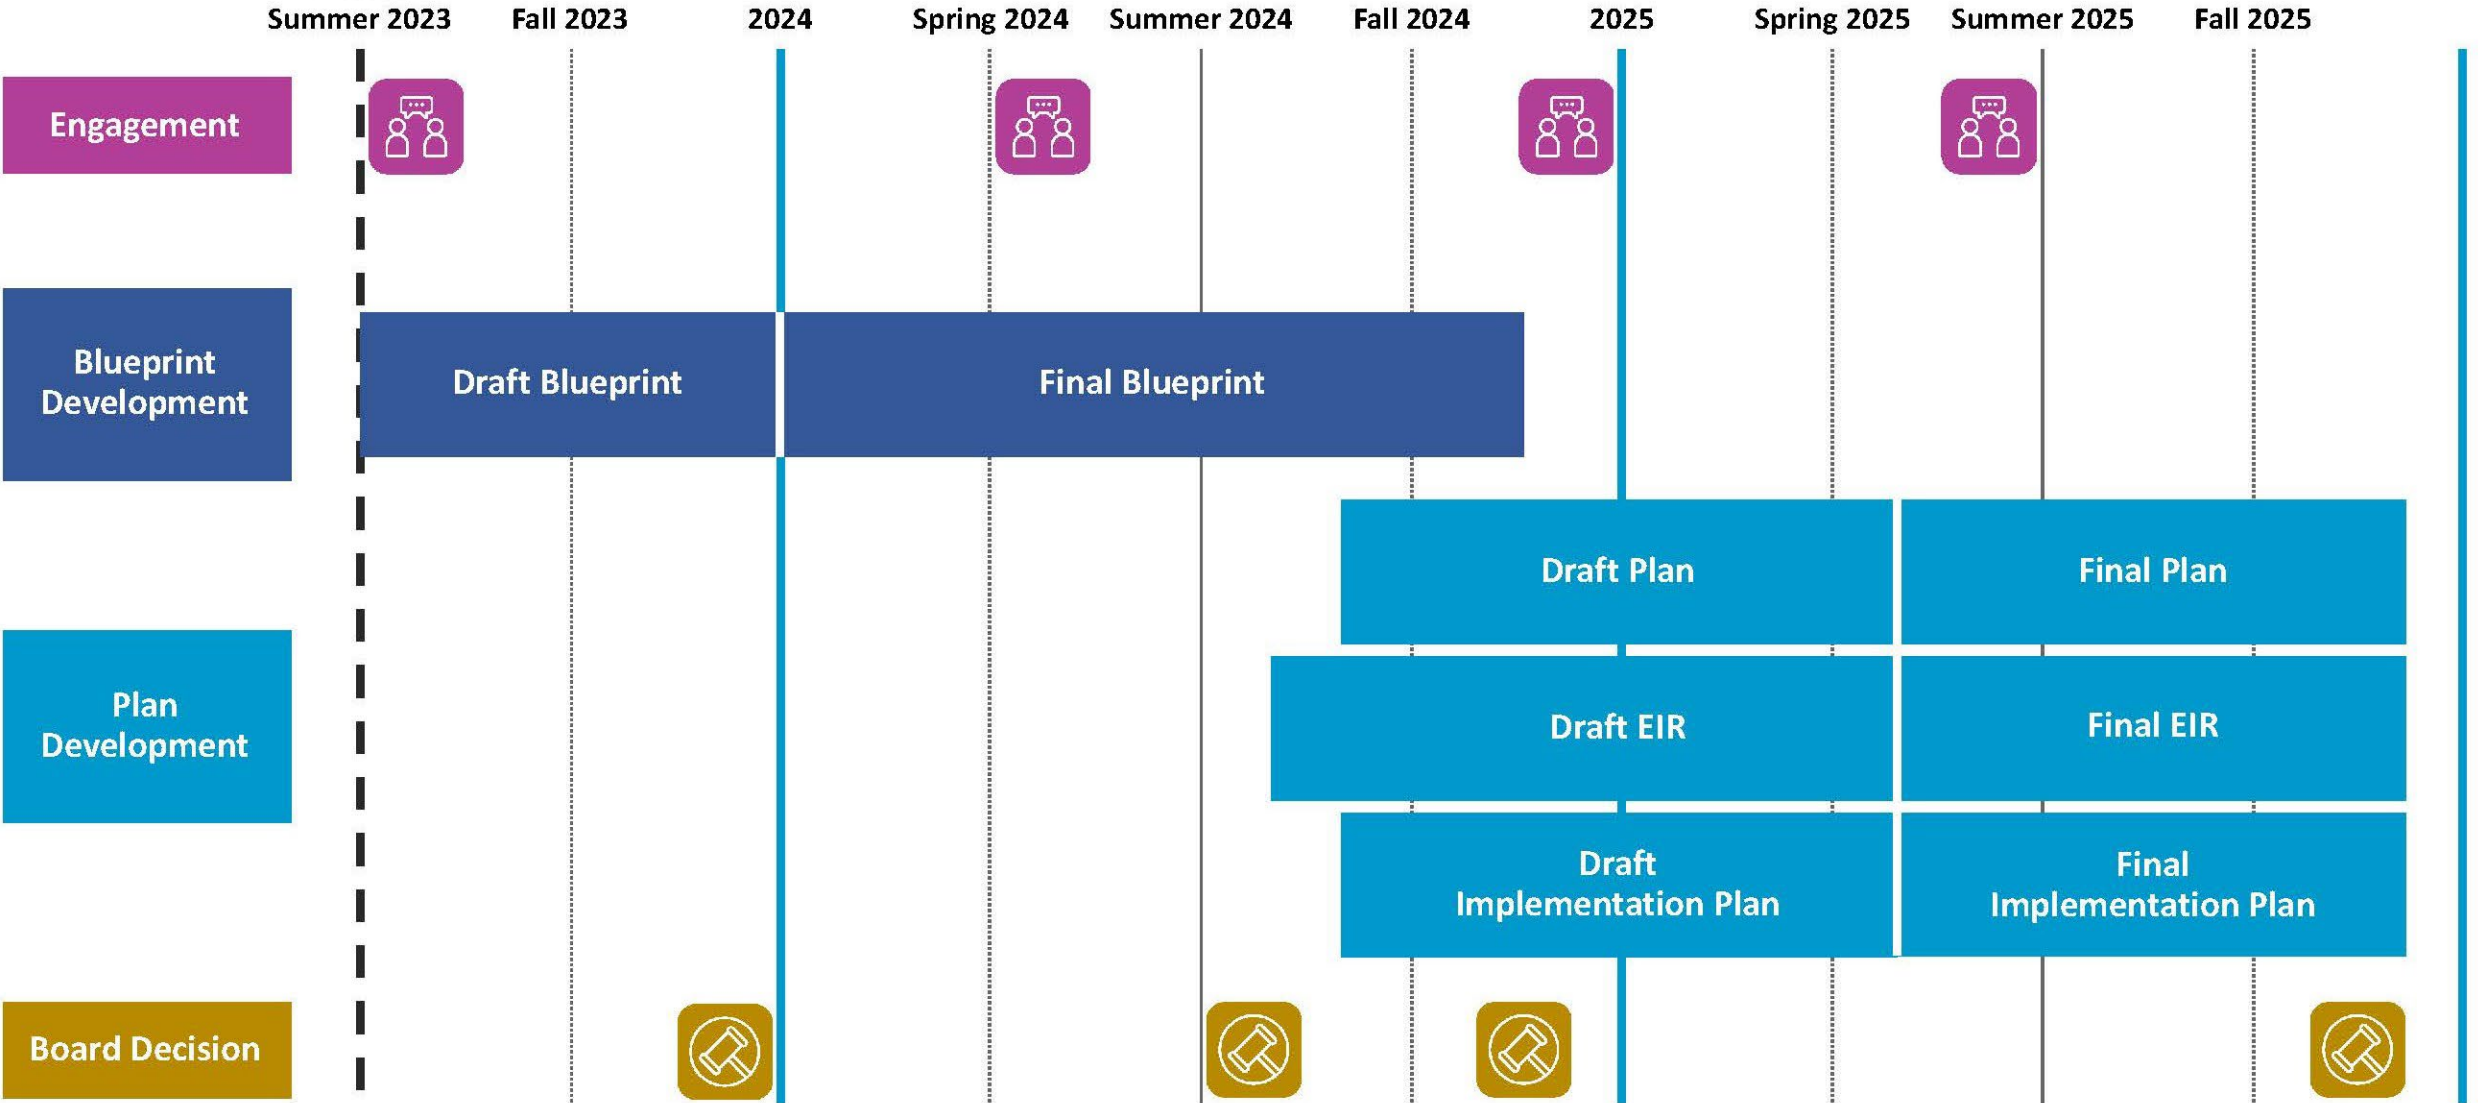 Summer 2023 Fall 2023 2024 Spring 2024 Summer 2024 Fall 2024 2025 Spring 2025 Summer 2025 Fall 2025
Engagement
Blueprint
Development
Draft Blueprint
Final Blueprint
Plan
Development
Draft Plan
Final Plan
Draft EIR
Final EIR
Draft
Implementation Plan
Final
Implementation Plan
Board Decision